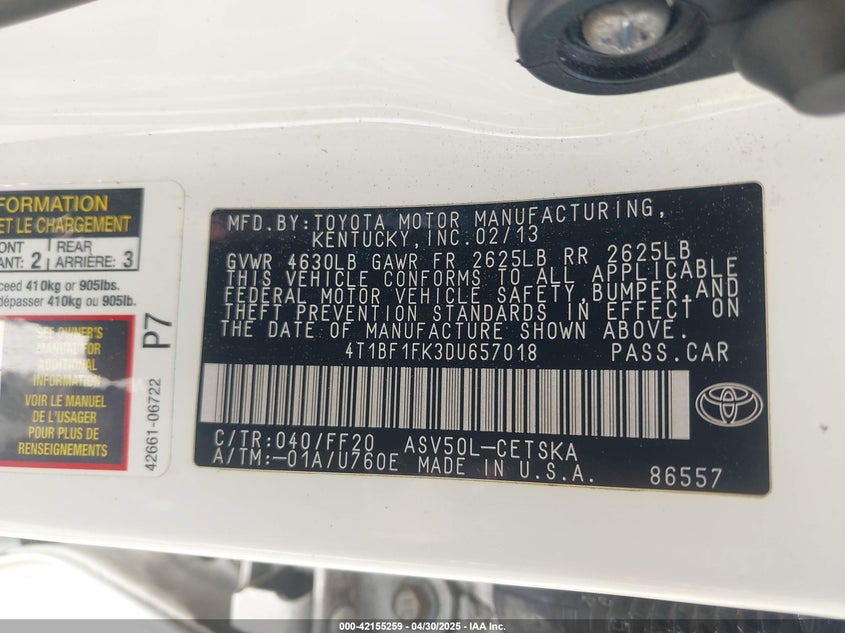 FORMATION
ET LE CHARGEMENT
ONT
ANT: 2
REAR
ARRIÈRE: 3
ceed 410kg or 905lbs.
dépasser 410kg ou 905lb.
SEE OWNER'S
MANUAL FOR
ADDITIONAL
INFORMATION
VOIR LE MANUEL
DE L'USAGER
POUR PLUS DE
RENSEIGNEMENTS
P7
42661-06722
MFD.BY:TOYOTA MOTOR MANUFACTURING,
KENTUCKY,INC.02/13
GVWR 4630LB GAWR FR 2625LB RR 2625LB
THIS VEHICLE CONFORMS TO ALL APPLICABLE
FEDERAL MOTOR VEHICLE SAFETY,BUMPER,AND
THEFT PREVENTION STANDARDS IN EFFECT ON
THE DATE OF MANUFACTURE SHOWN ABOVE.
4T1BF1FK3DU657018 PASS.CAR
C/TR:040/FF20 ASV50L-CETSKA
A/TM:-01A/U760E MADE IN U.S.A.
86557
000-42155259 - 04/30/2025 - IAA Inc.